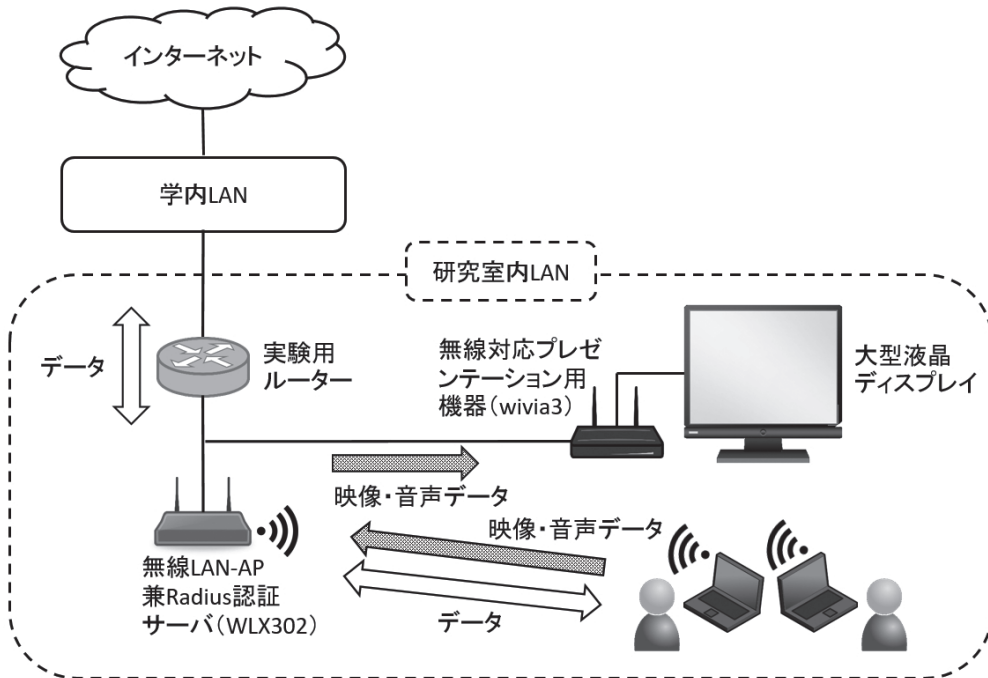 インターネット
学内LAN
研究室内LAN
データ
実験用
ルーター
無線対応プレゼ
ンテーション用
機器(wivia3)
大型液晶
ディスプレイ
映像・音声データ
映像・音声データ
データ
無線LAN-AP
兼Radius認証
サーバ(WLX302)